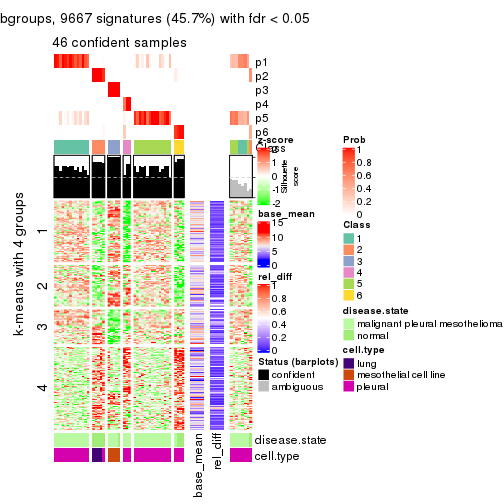 bgroups, 9667 signatures (45.7%) with fdr < 0.05
46 confident samples
p1
p2
p3
p4
p5
p6
Class
z-score
2
1
0
-1
-2
Silhouette
score
base_mean
15
10
5
0
rel_diff
1
0.8
0.6
0.4
0.2
0
Status (barplots)
confident
ambiguous
Prob
1
0.8
0.6
0.4
0.2
0
Class
1
2
3
4
5
6
disease.state
malignant pleural mesothelioma
normal
cell.type
lung
mesothelial cell line
pleural
k-means with 4 groups
1
2
3
4
disease.state
cell.type
base_mean
rel_diff